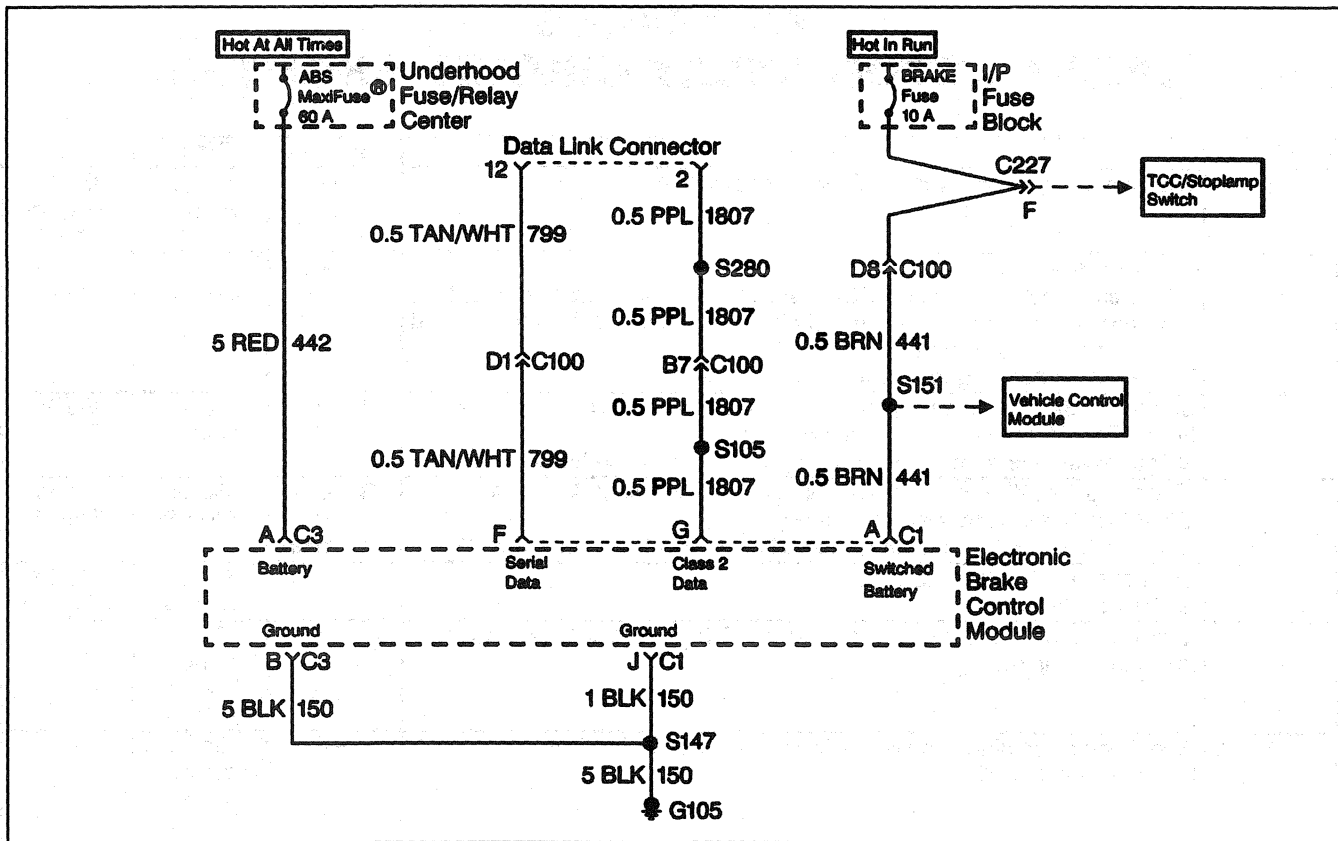 Hot At All Times
ABS
MaxiFuse®
60 A
Underhood
Fuse/Relay
Center
Hot In Run
BRAKE
Fuse
10 A
I/P
Fuse
Block
Data Link Connector
12
2
C227
F
TCC/Stoplamp
Switch
0.5 PPL 1807
0.5 TAN/WHT 799
S280
D8 C100
0.5 PPL 1807
5 RED 442
0.5 BRN 441
D1 C100
B7 C100
S151
Vehicle Control
Module
0.5 PPL 1807
0.5 TAN/WHT 799
S105
0.5 BRN 441
0.5 PPL 1807
A C3
F
G
A C1
Battery
Serial
Data
Class 2
Data
Switched
Battery
Electronic
Brake
Control
Module
Ground
Ground
B C3
J C1
5 BLK 150
1 BLK 150
S147
5 BLK 150
G105